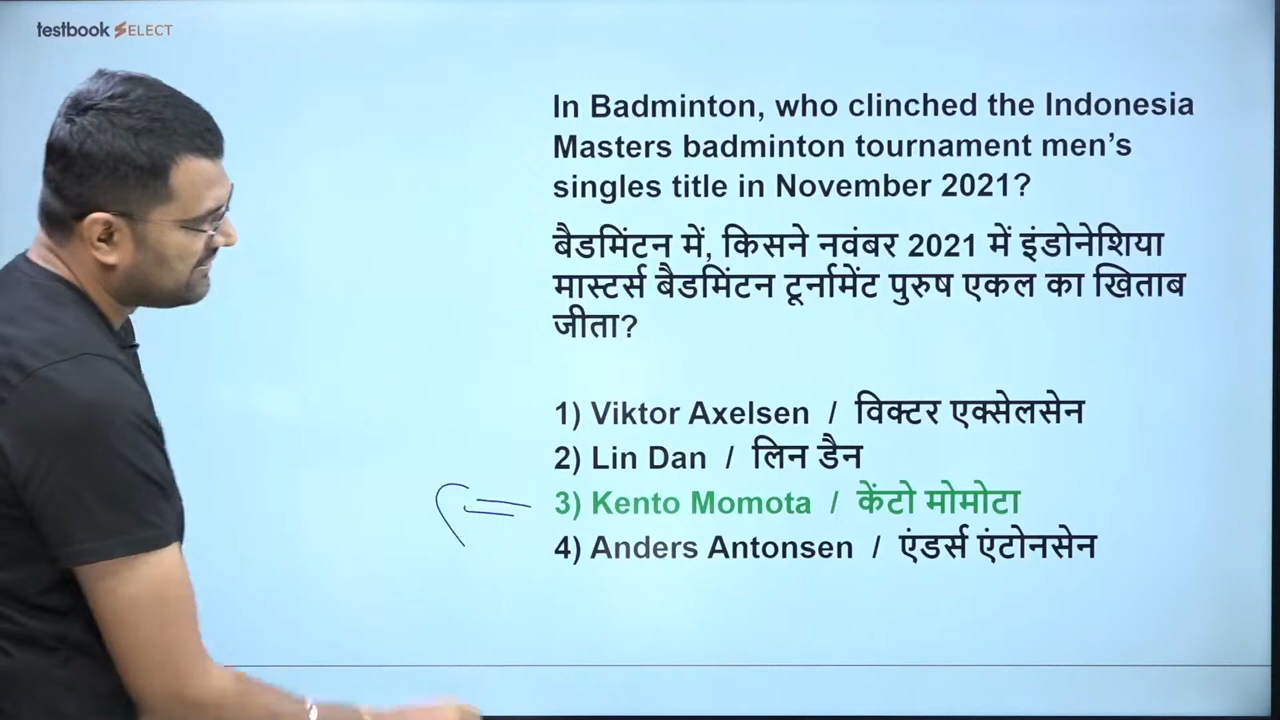 testbook SELECT
In Badminton, who clinched the Indonesia
Masters badminton tournament men’s
singles title in November 2021?
बैडमिंटन में, किसने नवंबर 2021 में इंडोनेशिया
मास्टर्स बैडमिंटन टूर्नामेंट पुरुष एकल का खिताब
जीता?
1) Viktor Axelsen / विक्टर एक्सेलसेन
2) Lin Dan / लिन डैन
3) Kento Momota / केंटो मोमोटा
4) Anders Antonsen / एंडर्स एंटोनसेन